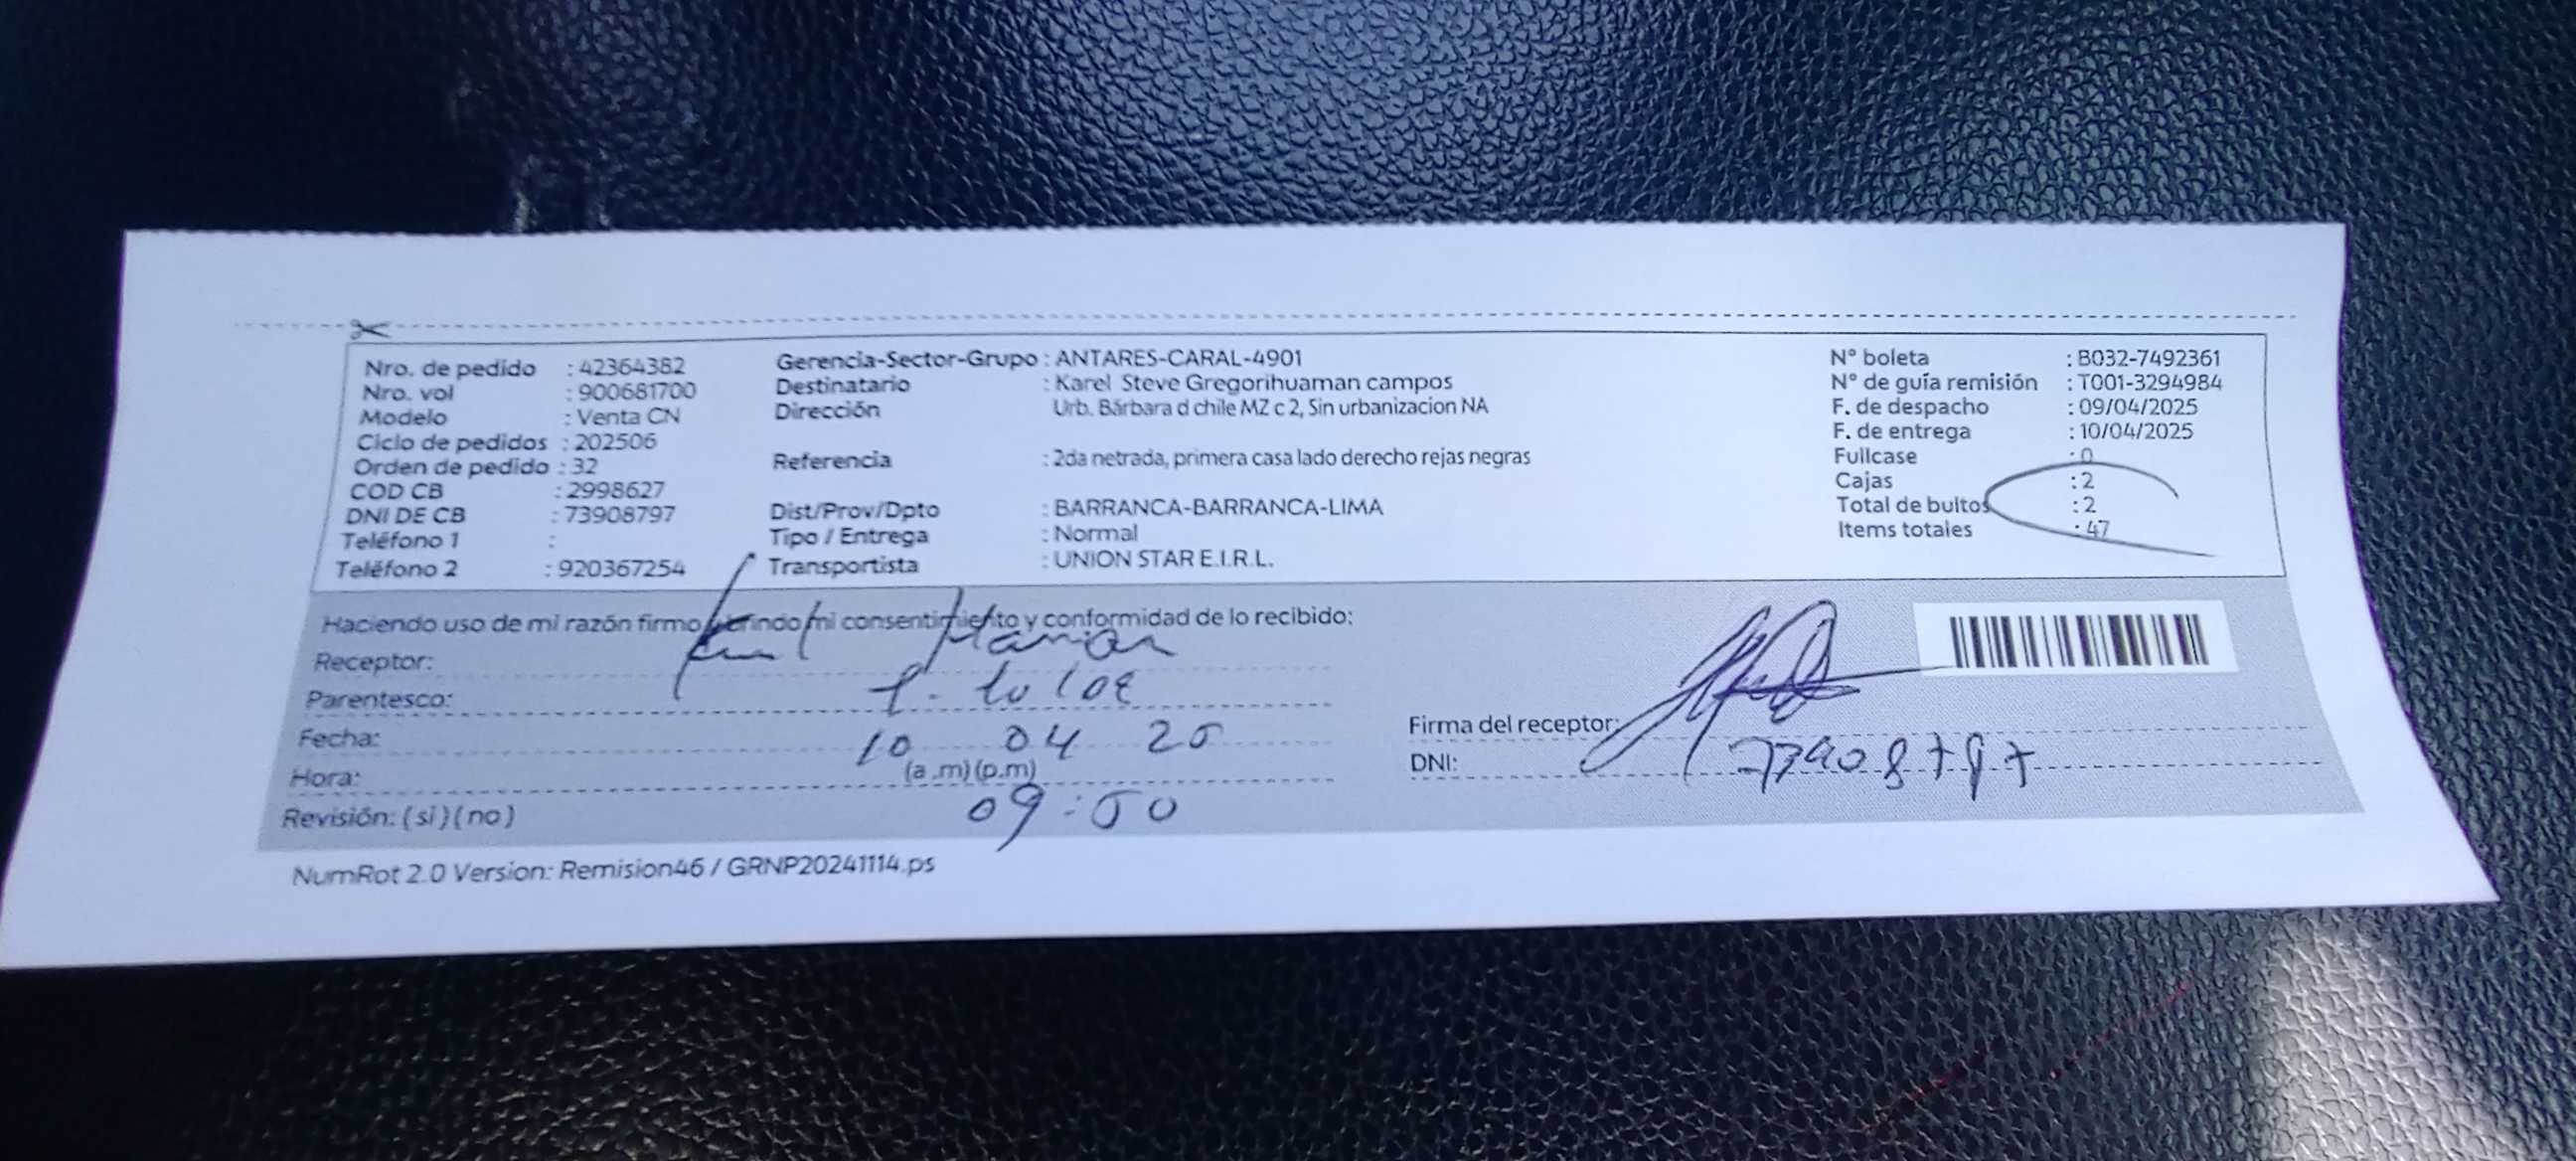 Nro. de pedido : 42364382
Nro. vol : 900681700
Modelo : Venta CN
Ciclo de pedidos : 202506
Orden de pedido : 32
COD CB : 2998627
DNI DE CB : 73908797
Teléfono 1 :
Teléfono 2 : 920367254
Gerencia-Sector-Grupo : ANTARES-CARAL-4901
Destinatario : Karel Steve Gregorihuaman campos
Dirección Urb. Bárbara d chile MZ c 2, Sin urbanizacion NA
Referencia : 2da netrada, primera casa lado derecho rejas negras
Dist/Prov/Dpto : BARRANCA-BARRANCA-LIMA
Tipo / Entrega : Normal
Transportista : UNION STAR E.I.R.L.
N° boleta : B032-7492361
N° de guía remisión : T001-3294984
F. de despacho : 09/04/2025
F. de entrega : 10/04/2025
Fullcase : 0
Cajas : 2
Total de bultos : 2
Items totales : 47
Haciendo uso de mi razón firmo brindo mi consentimiento y conformidad de lo recibido:
Receptor:
Parentesco:
Fecha: 10 04 25
Hora: (a .m) (p.m) 09:50
Revisión: ( si ) ( no )
Firma del receptor:
DNI: 73908797
NumRot 2.0 Version: Remision46 / GRNP20241114.ps